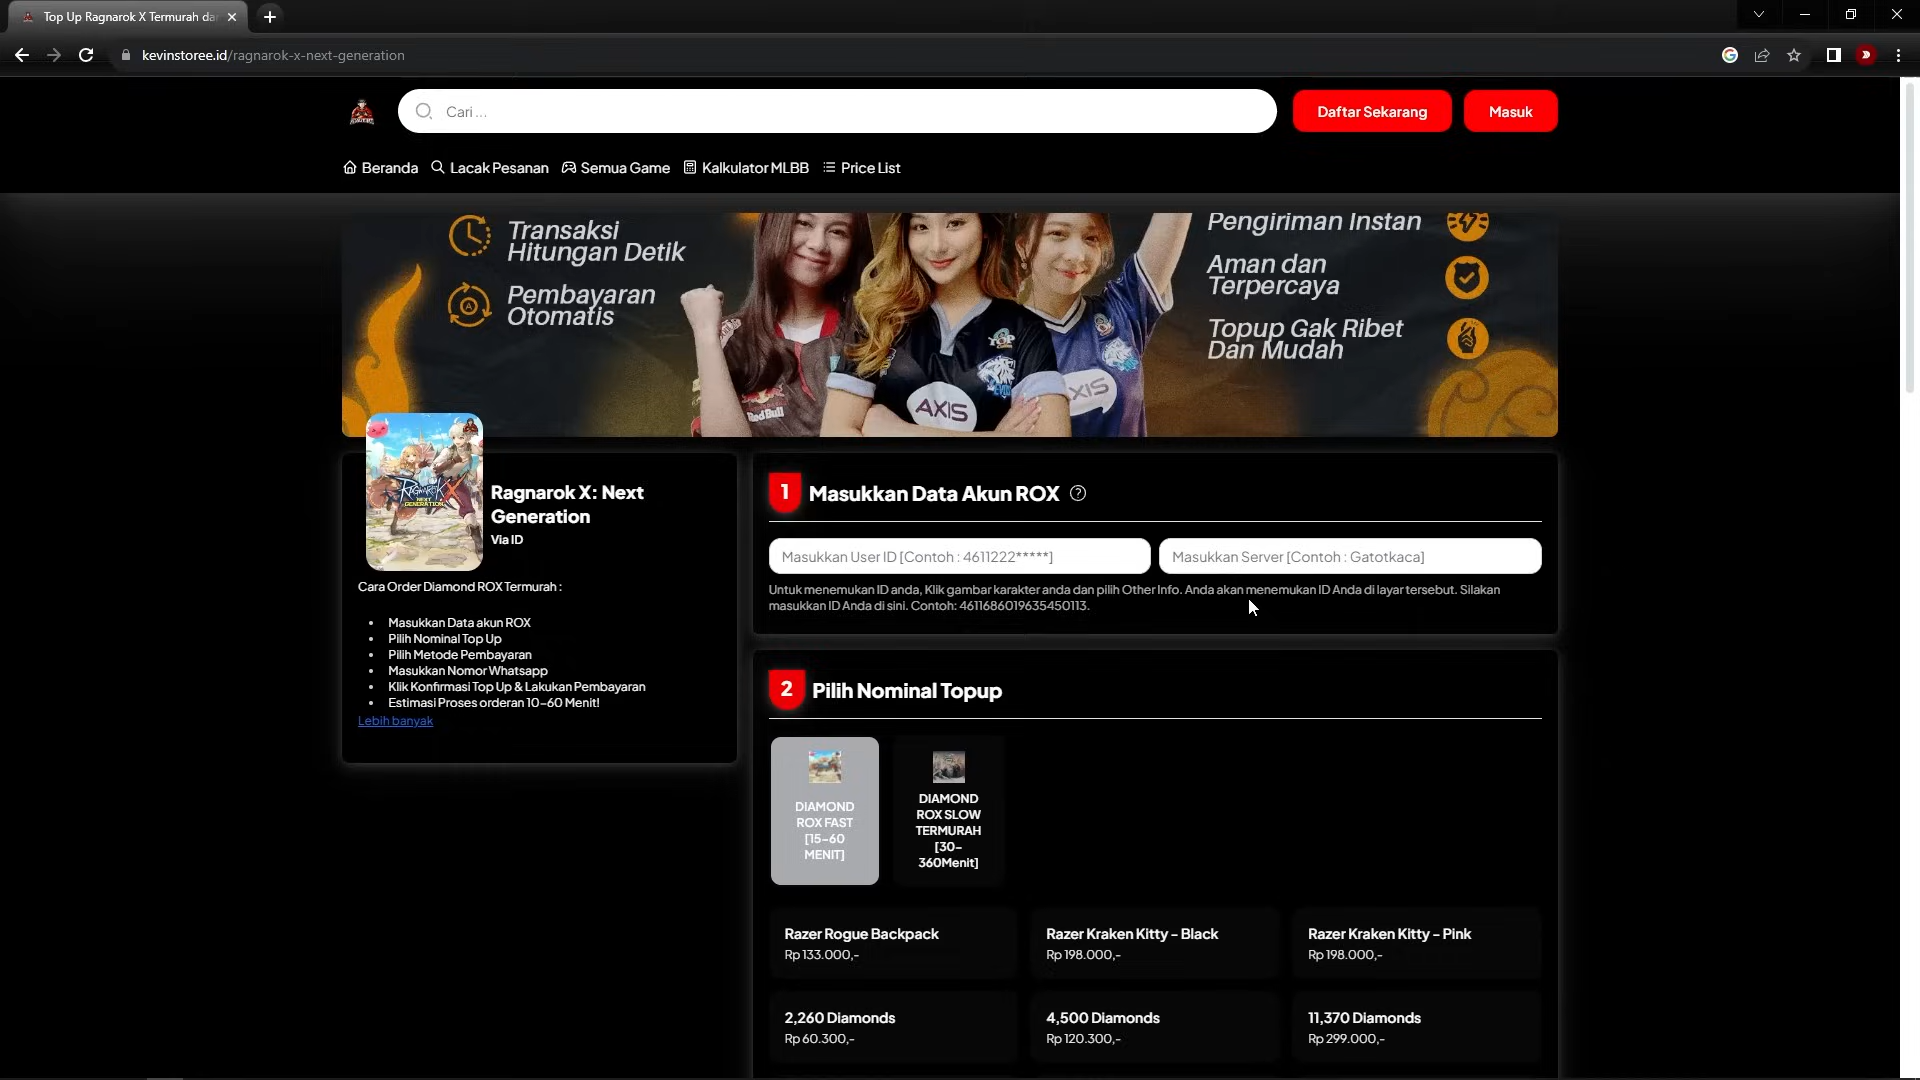 Top Up Ragnarok X Termurah da
kevinstoree.id/ragnarok-x-next-generation
Cari ...
Daftar Sekarang
Masuk
Beranda
Lacak Pesanan
Semua Game
Kalkulator MLBB
Price List
Transaksi
Hitungan Detik
Pembayaran
Otomatis
Pengiriman Instan
Aman dan
Terpercaya
Topup Gak Ribet
Dan Mudah
Red Bull
AXIS
AXIS
RAGNAROK X
NEXT GENERATION
Ragnarok X: Next
Generation
Via ID
Cara Order Diamond ROX Termurah :
• Masukkan Data akun ROX
• Pilih Nominal Top Up
• Pilih Metode Pembayaran
• Masukkan Nomor Whatsapp
• Klik Konfirmasi Top Up & Lakukan Pembayaran
• Estimasi Proses orderan 10-60 Menit!
Lebih banyak
1 Masukkan Data Akun ROX
Masukkan User ID [Contoh : 4611222*****]
Masukkan Server [Contoh : Gatotkaca]
Untuk menemukan ID anda, Klik gambar karakter anda dan pilih Other Info. Anda akan menemukan ID Anda di layar tersebut. Silakan
masukkan ID Anda di sini. Contoh: 4611686019635450113.
2 Pilih Nominal Topup
DIAMOND
ROX FAST
[15-60
MENIT]
DIAMOND
ROX SLOW
TERMURAH
[30-
360Menit]
Razer Rogue Backpack
Rp 133.000,-
Razer Kraken Kitty - Black
Rp 198.000,-
Razer Kraken Kitty - Pink
Rp 198.000,-
2,260 Diamonds
Rp 60.300,-
4,500 Diamonds
Rp 120.300,-
11,370 Diamonds
Rp 299.000,-